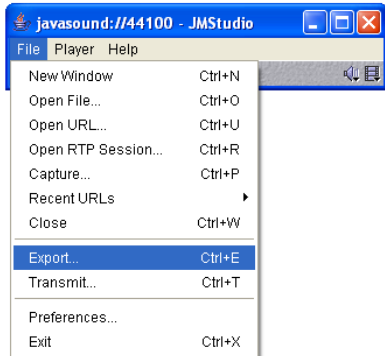 javasound://44100 - JMStudio
File Player Help
New Window Ctrl+N
Open File... Ctrl+O
Open URL... Ctrl+U
Open RTP Session... Ctrl+R
Capture... Ctrl+P
Recent URLs
Close Ctrl+W
Export... Ctrl+E
Transmit... Ctrl+T
Preferences...
Exit Ctrl+X